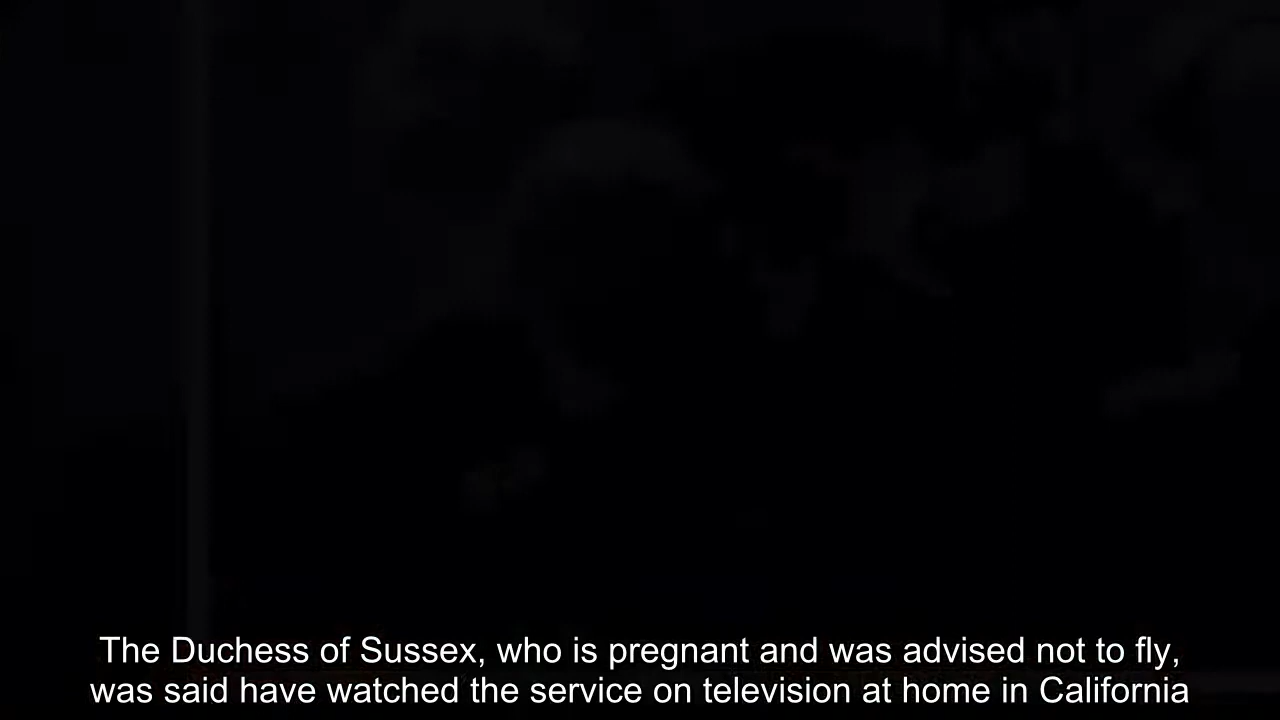 The Duchess of Sussex, who is pregnant and was advised not to fly,
was said have watched the service on television at home in California